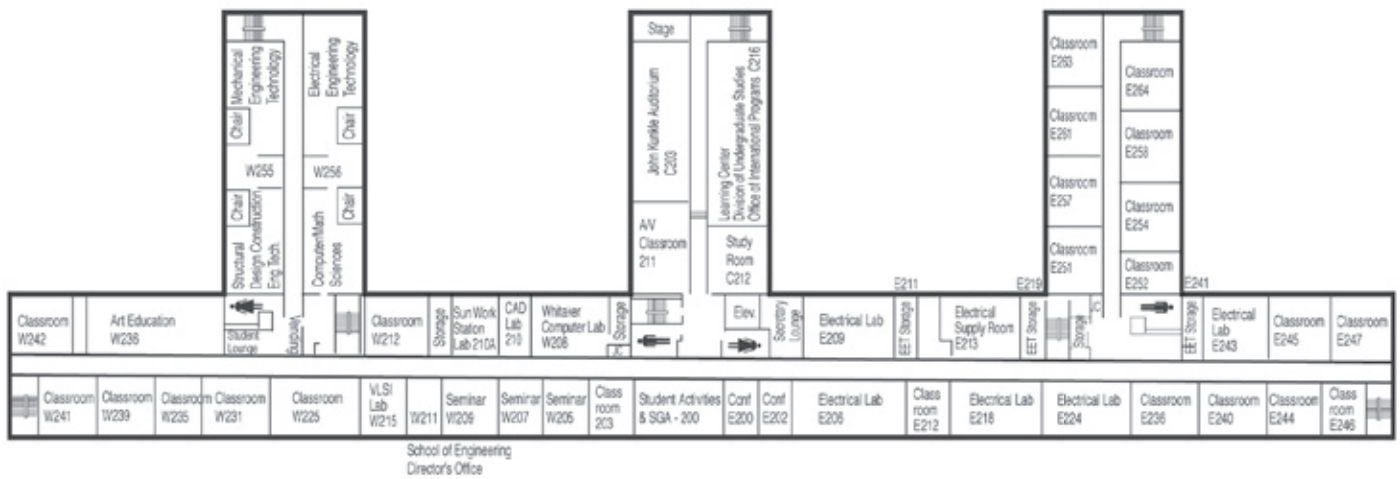 Mechanical
Engineering
Technology
Chair
W255
Chair
Structural
Design Construction
Eng.Tech.
Electrical
Engineering
Technology
Chair
W256
Chair
Computer/Math
Sciences
Stage
John Kunkle Auditorium
C203
A/V
Classroom
211
Learning Center
Division of Undergraduate Studies
Office of International Programs C216
Study
Room
C212
Classroom
E263
Classroom
E261
Classroom
E257
Classroom
E251
Classroom
E264
Classroom
E258
Classroom
E254
Classroom
E252
E211
E219
E241
Classroom
W242
Art Education
W236
Student
Lounge
Vending
Classroom
W212
Storage
Sun Work
Station
Lab 210A
CAD
Lab
210
Whitaker
Computer Lab
W208
Storage
JC
Elev.
Secretary
Lounge
Electrical Lab
E209
EET Storage
Electrical
Supply Room
E213
EET Storage
Storage
JC
EET Storage
Electrical
Lab
E243
Classroom
E245
Classroom
E247
Classroom
W241
Classroom
W239
Classroom
W235
Classroom
W231
Classroom
W225
VLSI
Lab
W215
W211
Seminar
W209
Seminar
W207
Seminar
W205
Class
room
203
Student Activities
& SGA - 200
Conf
E200
Conf
E202
Electrical Lab
E206
Class
room
E212
Electrical Lab
E218
Electrical Lab
E224
Classroom
E236
Classroom
E240
Classroom
E244
Class
room
E246
School of Engineering
Director's Office